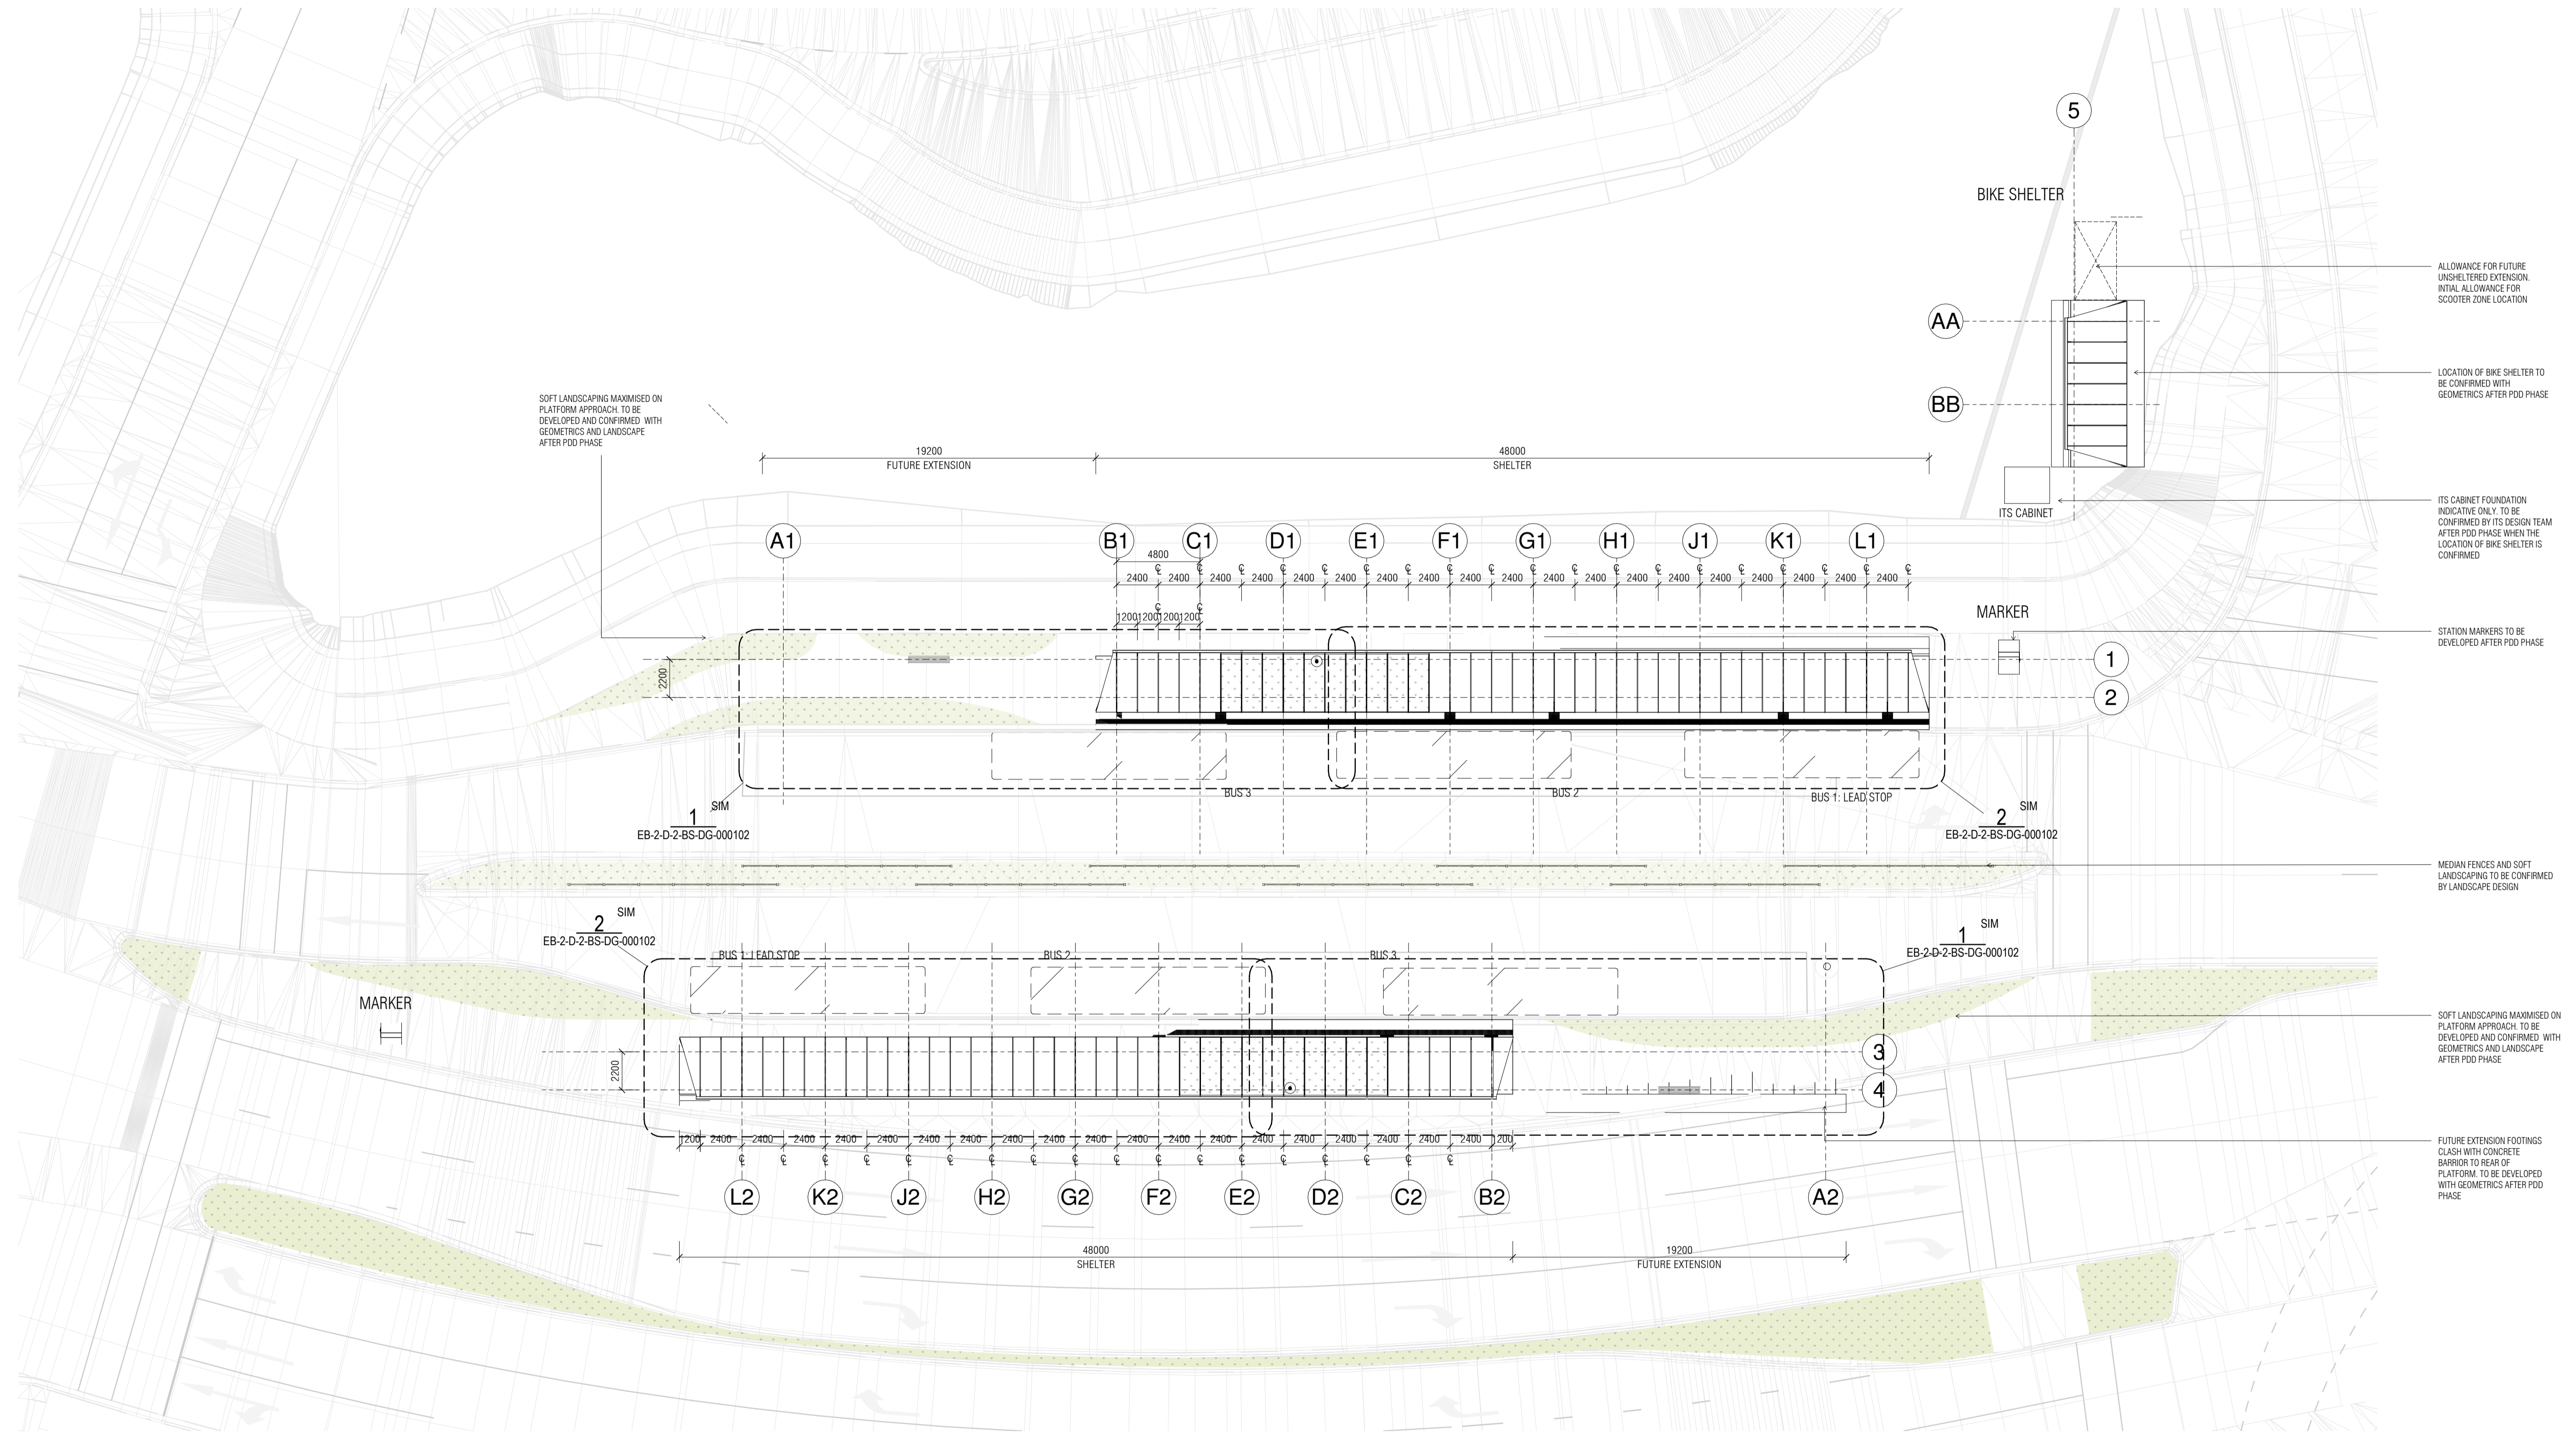 5
BIKE SHELTER
ALLOWANCE FOR FUTURE
UNSHELTERED EXTENSION.
INTIAL ALLOWANCE FOR
SCOOTER ZONE LOCATION
AA
LOCATION OF BIKE SHELTER TO
BE CONFIRMED WITH
GEOMETRICS AFTER PDD PHASE
BB
SOFT LANDSCAPING MAXIMISED ON
PLATFORM APPROACH. TO BE
DEVELOPED AND CONFIRMED WITH
GEOMETRICS AND LANDSCAPE
AFTER PDD PHASE
19200
FUTURE EXTENSION
48000
SHELTER
ITS CABINET
ITS CABINET FOUNDATION
INDICATIVE ONLY. TO BE
CONFIRMED BY ITS DESIGN TEAM
AFTER PDD PHASE WHEN THE
LOCATION OF BIKE SHELTER IS
CONFIRMED
A1 B1 C1 D1 E1 F1 G1 H1 J1 K1 L1
4800
2400 2400 2400 2400 2400 2400 2400 2400 2400 2400 2400 2400 2400 2400 2400 2400 2400 2400 2400
1200 1200 1200 1200
MARKER
STATION MARKERS TO BE
DEVELOPED AFTER PDD PHASE
1
2200
2
BUS 3
BUS 2
BUS 1: LEAD STOP
1 SIM
EB-2-D-2-BS-DG-000102
2 SIM
EB-2-D-2-BS-DG-000102
MEDIAN FENCES AND SOFT
LANDSCAPING TO BE CONFIRMED
BY LANDSCAPE DESIGN
2 SIM
EB-2-D-2-BS-DG-000102
1 SIM
EB-2-D-2-BS-DG-000102
BUS 1: LEAD STOP
BUS 2
BUS 3
MARKER
SOFT LANDSCAPING MAXIMISED ON
PLATFORM APPROACH. TO BE
DEVELOPED AND CONFIRMED WITH
GEOMETRICS AND LANDSCAPE
AFTER PDD PHASE
3
2200
4
FUTURE EXTENSION FOOTINGS
CLASH WITH CONCRETE
BARRIOR TO REAR OF
PLATFORM. TO BE DEVELOPED
WITH GEOMETRICS AFTER PDD
PHASE
1200 2400 2400 2400 2400 2400 2400 2400 2400 2400 2400 2400 2400 2400 2400 2400 2400 2400 2400 2400 1200
L2 K2 J2 H2 G2 F2 E2 D2 C2 B2 A2
48000
SHELTER
19200
FUTURE EXTENSION